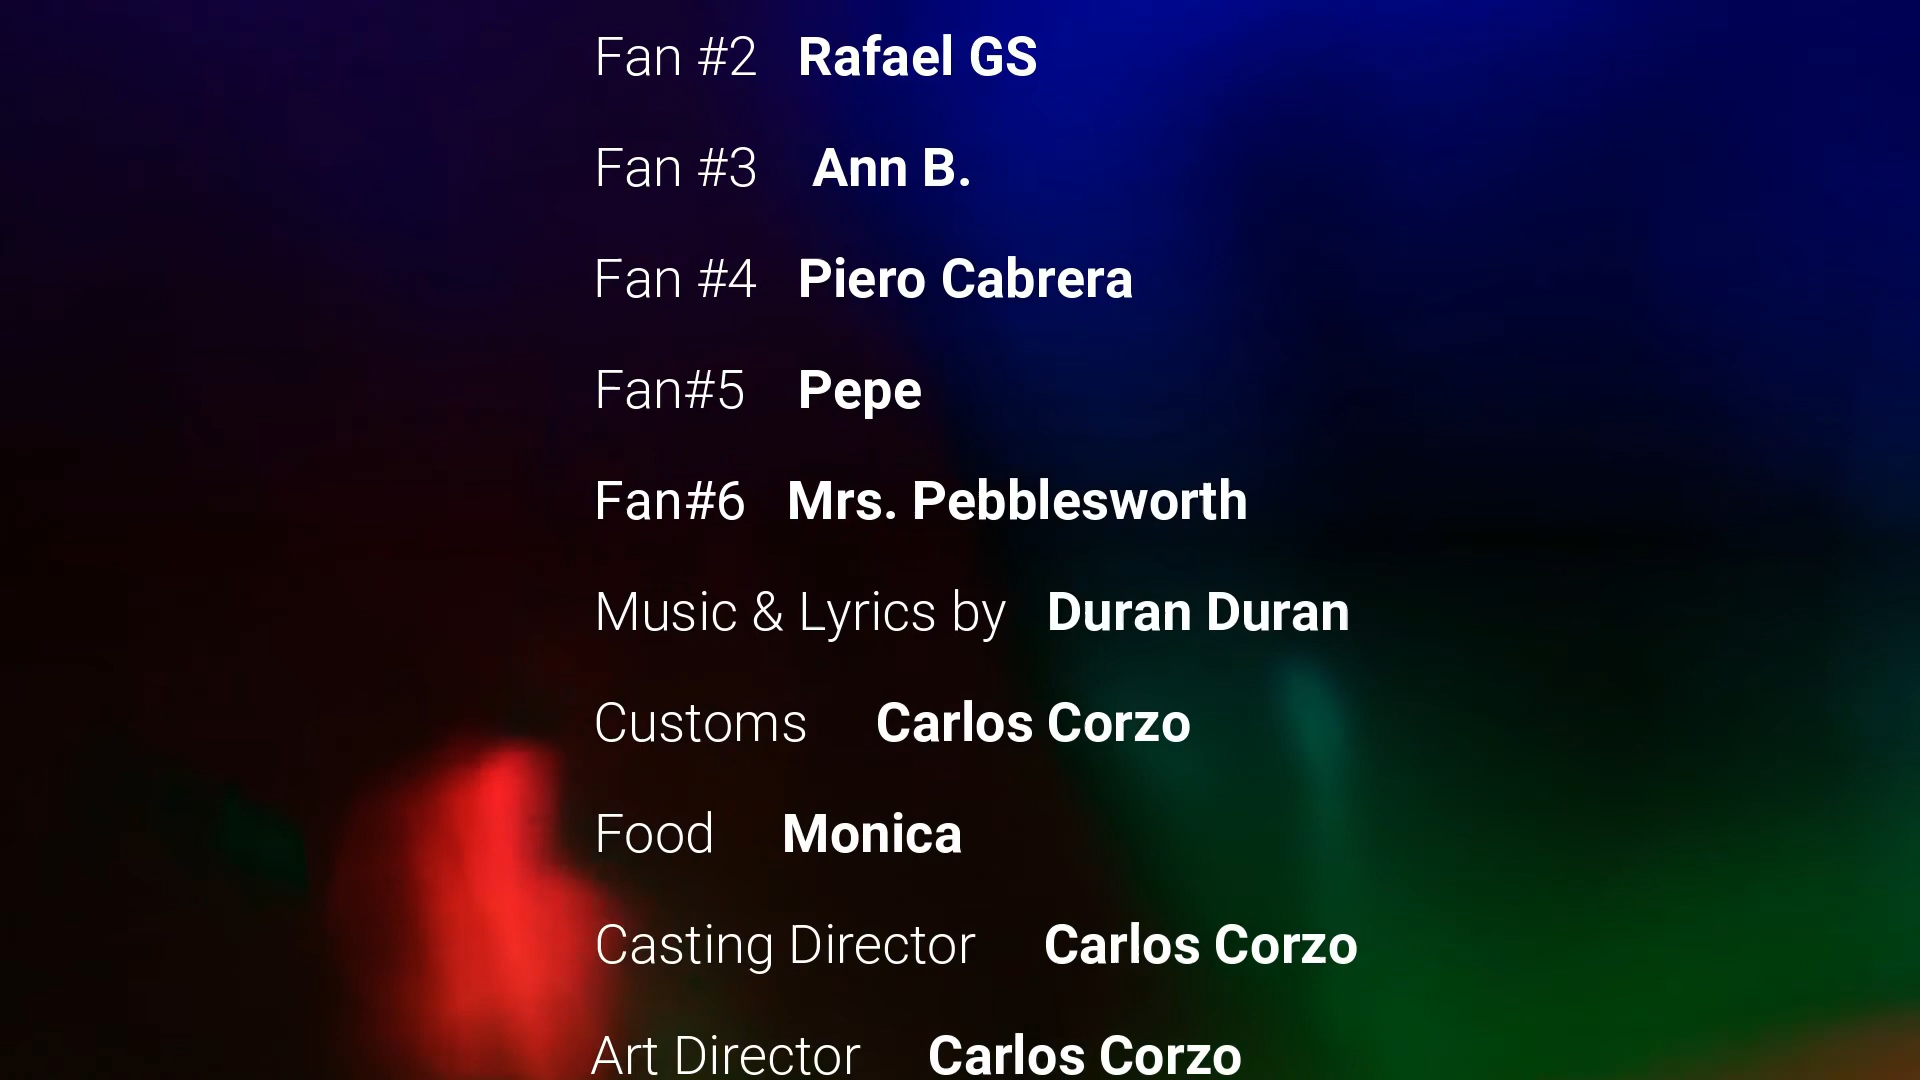 Fan #2 Rafael GS
Fan #3 Ann B.
Fan #4 Piero Cabrera
Fan#5 Pepe
Fan#6 Mrs. Pebblesworth
Music & Lyrics by Duran Duran
Customs Carlos Corzo
Food Monica
Casting Director Carlos Corzo
Art Director Carlos Corzo